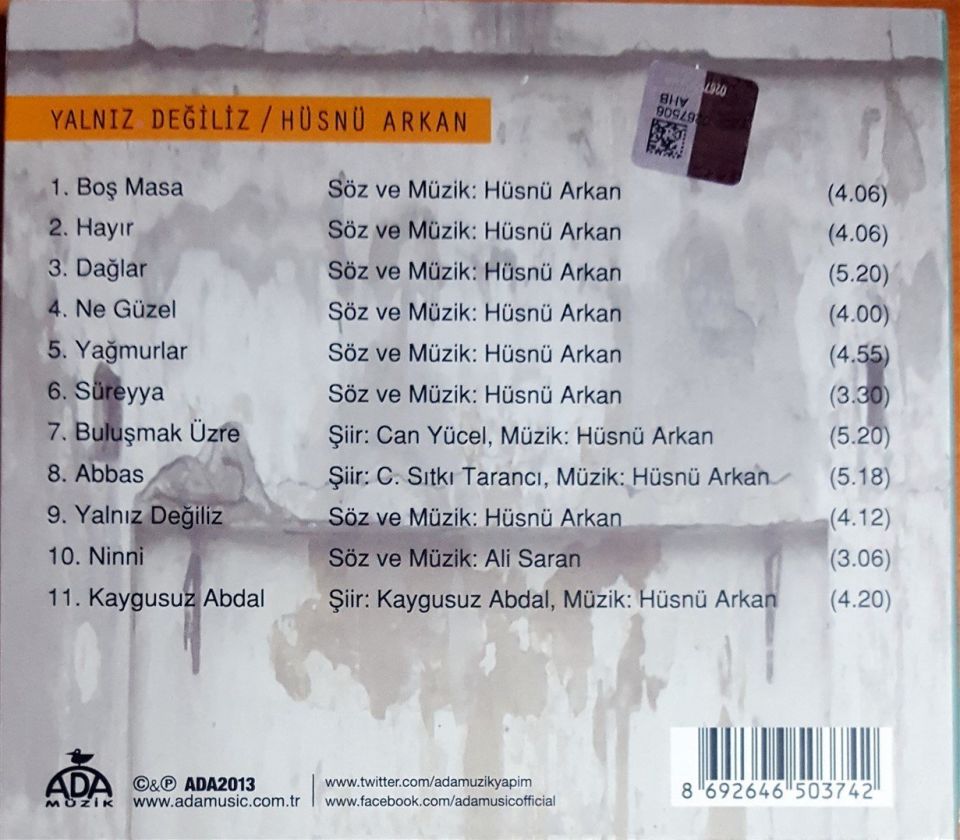 YALNIZ DEĞİLİZ / HÜSNÜ ARKAN
0267506
AHB
0267
1. Boş Masa Söz ve Müzik: Hüsnü Arkan (4.06)
2. Hayır Söz ve Müzik: Hüsnü Arkan (4.06)
3. Dağlar Söz ve Müzik: Hüsnü Arkan (5.20)
4. Ne Güzel Söz ve Müzik: Hüsnü Arkan (4.00)
5. Yağmurlar Söz ve Müzik: Hüsnü Arkan (4.55)
6. Süreyya Söz ve Müzik: Hüsnü Arkan (3.30)
7. Buluşmak Üzre Şiir: Can Yücel, Müzik: Hüsnü Arkan (5.20)
8. Abbas Şiir: C. Sıtkı Tarancı, Müzik: Hüsnü Arkan (5.18)
9. Yalnız Değiliz Söz ve Müzik: Hüsnü Arkan (4.12)
10. Ninni Söz ve Müzik: Ali Saran (3.06)
11. Kaygusuz Abdal Şiir: Kaygusuz Abdal, Müzik: Hüsnü Arkan (4.20)
ADA
MÜZİK
©&℗ ADA2013
www.adamusic.com.tr
www.twitter.com/adamuzikyapim
www.facebook.com/adamusicofficial
8 692646 503742